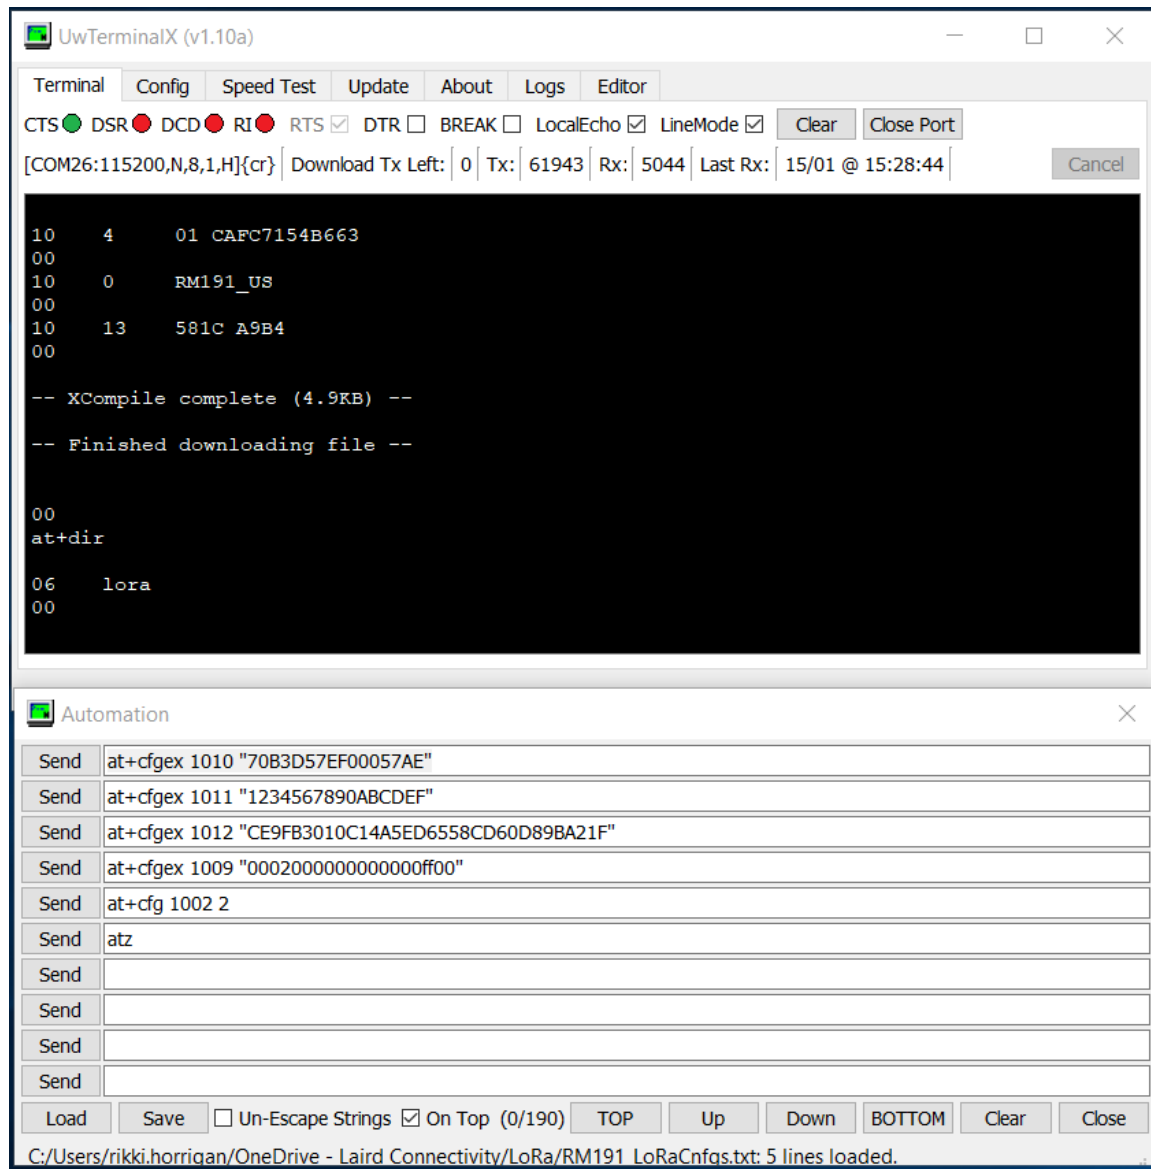 UwTerminalX (v1.10a)
Terminal Config Speed Test Update About Logs Editor
CTS DSR DCD RI RTS DTR BREAK LocalEcho LineMode Clear Close Port
[COM26:115200,N,8,1,H]{cr} Download Tx Left: 0 Tx: 61943 Rx: 5044 Last Rx: 15/01 @ 15:28:44 Cancel
10 4 01 CAFC7154B663
00
10 0 RM191_US
00
10 13 581C A9B4
00
-- XCompile complete (4.9KB) --
-- Finished downloading file --
00
at+dir
06 lora
00
Automation
Send at+cfgex 1010 "70B3D57EF00057AE"
Send at+cfgex 1011 "1234567890ABCDEF"
Send at+cfgex 1012 "CE9FB3010C14A5ED6558CD60D89BA21F"
Send at+cfgex 1009 "0002000000000000ff00"
Send at+cfg 1002 2
Send atz
Send
Send
Send
Send
Load Save Un-Escape Strings On Top (0/190) TOP Up Down BOTTOM Clear Close
C:/Users/rikki.horrigan/OneDrive - Laird Connectivity/LoRa/RM191_LoRaCnfgs.txt: 5 lines loaded.